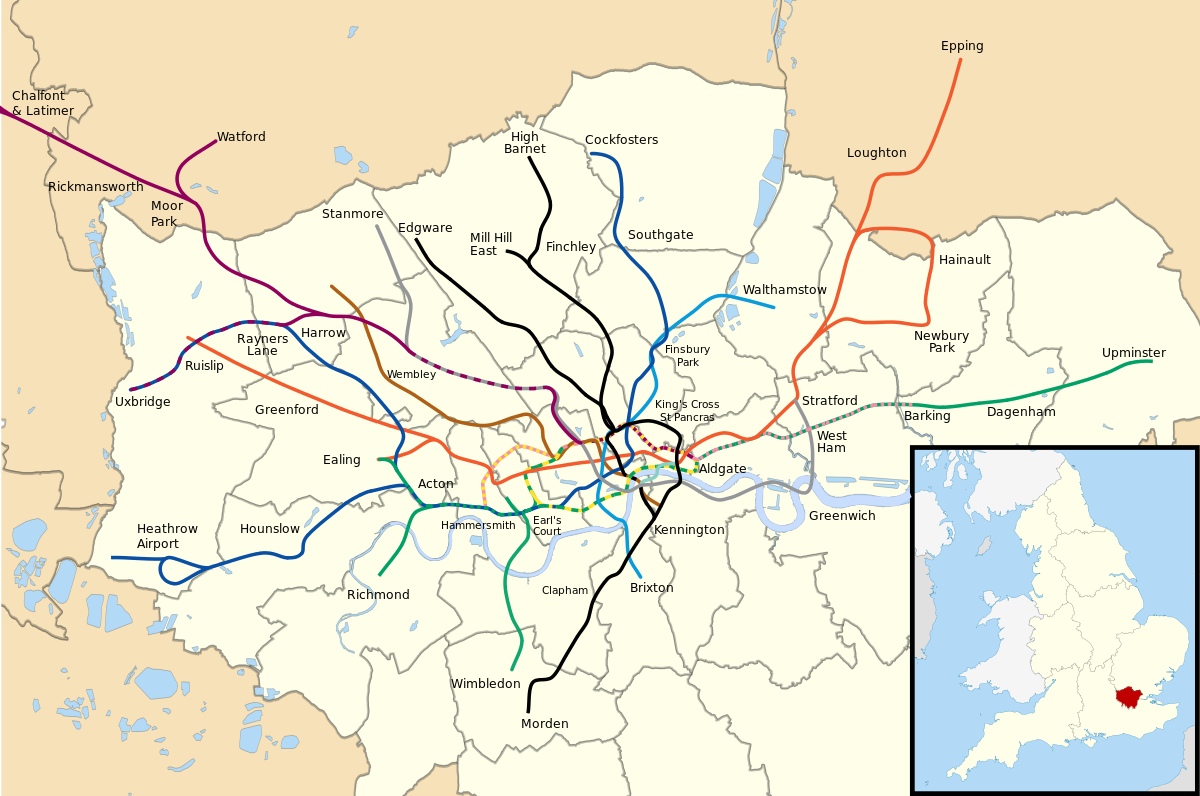 Epping
Chalfont
& Latimer
Watford
High
Barnet
Cockfosters
Loughton
Rickmansworth
Moor
Park
Stanmore
Edgware
Mill Hill
East
Finchley
Southgate
Hainault
Walthamstow
Harrow
Rayners
Lane
Newbury
Park
Finsbury
Park
Upminster
Ruislip
Wembley
Uxbridge
Greenford
King's Cross
St Pancras
Stratford
Barking
Dagenham
West
Ham
Ealing
Aldgate
Acton
Greenwich
Heathrow
Airport
Hounslow
Hammersmith
Earl's
Court
Kennington
Richmond
Clapham
Brixton
Wimbledon
Morden